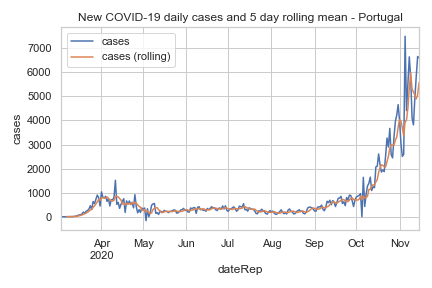 New COVID-19 daily cases and 5 day rolling mean - Portugal
cases
cases (rolling)
7000
6000
5000
4000
3000
2000
1000
0
cases
Apr May Jun Jul Aug Sep Oct Nov
2020
dateRep